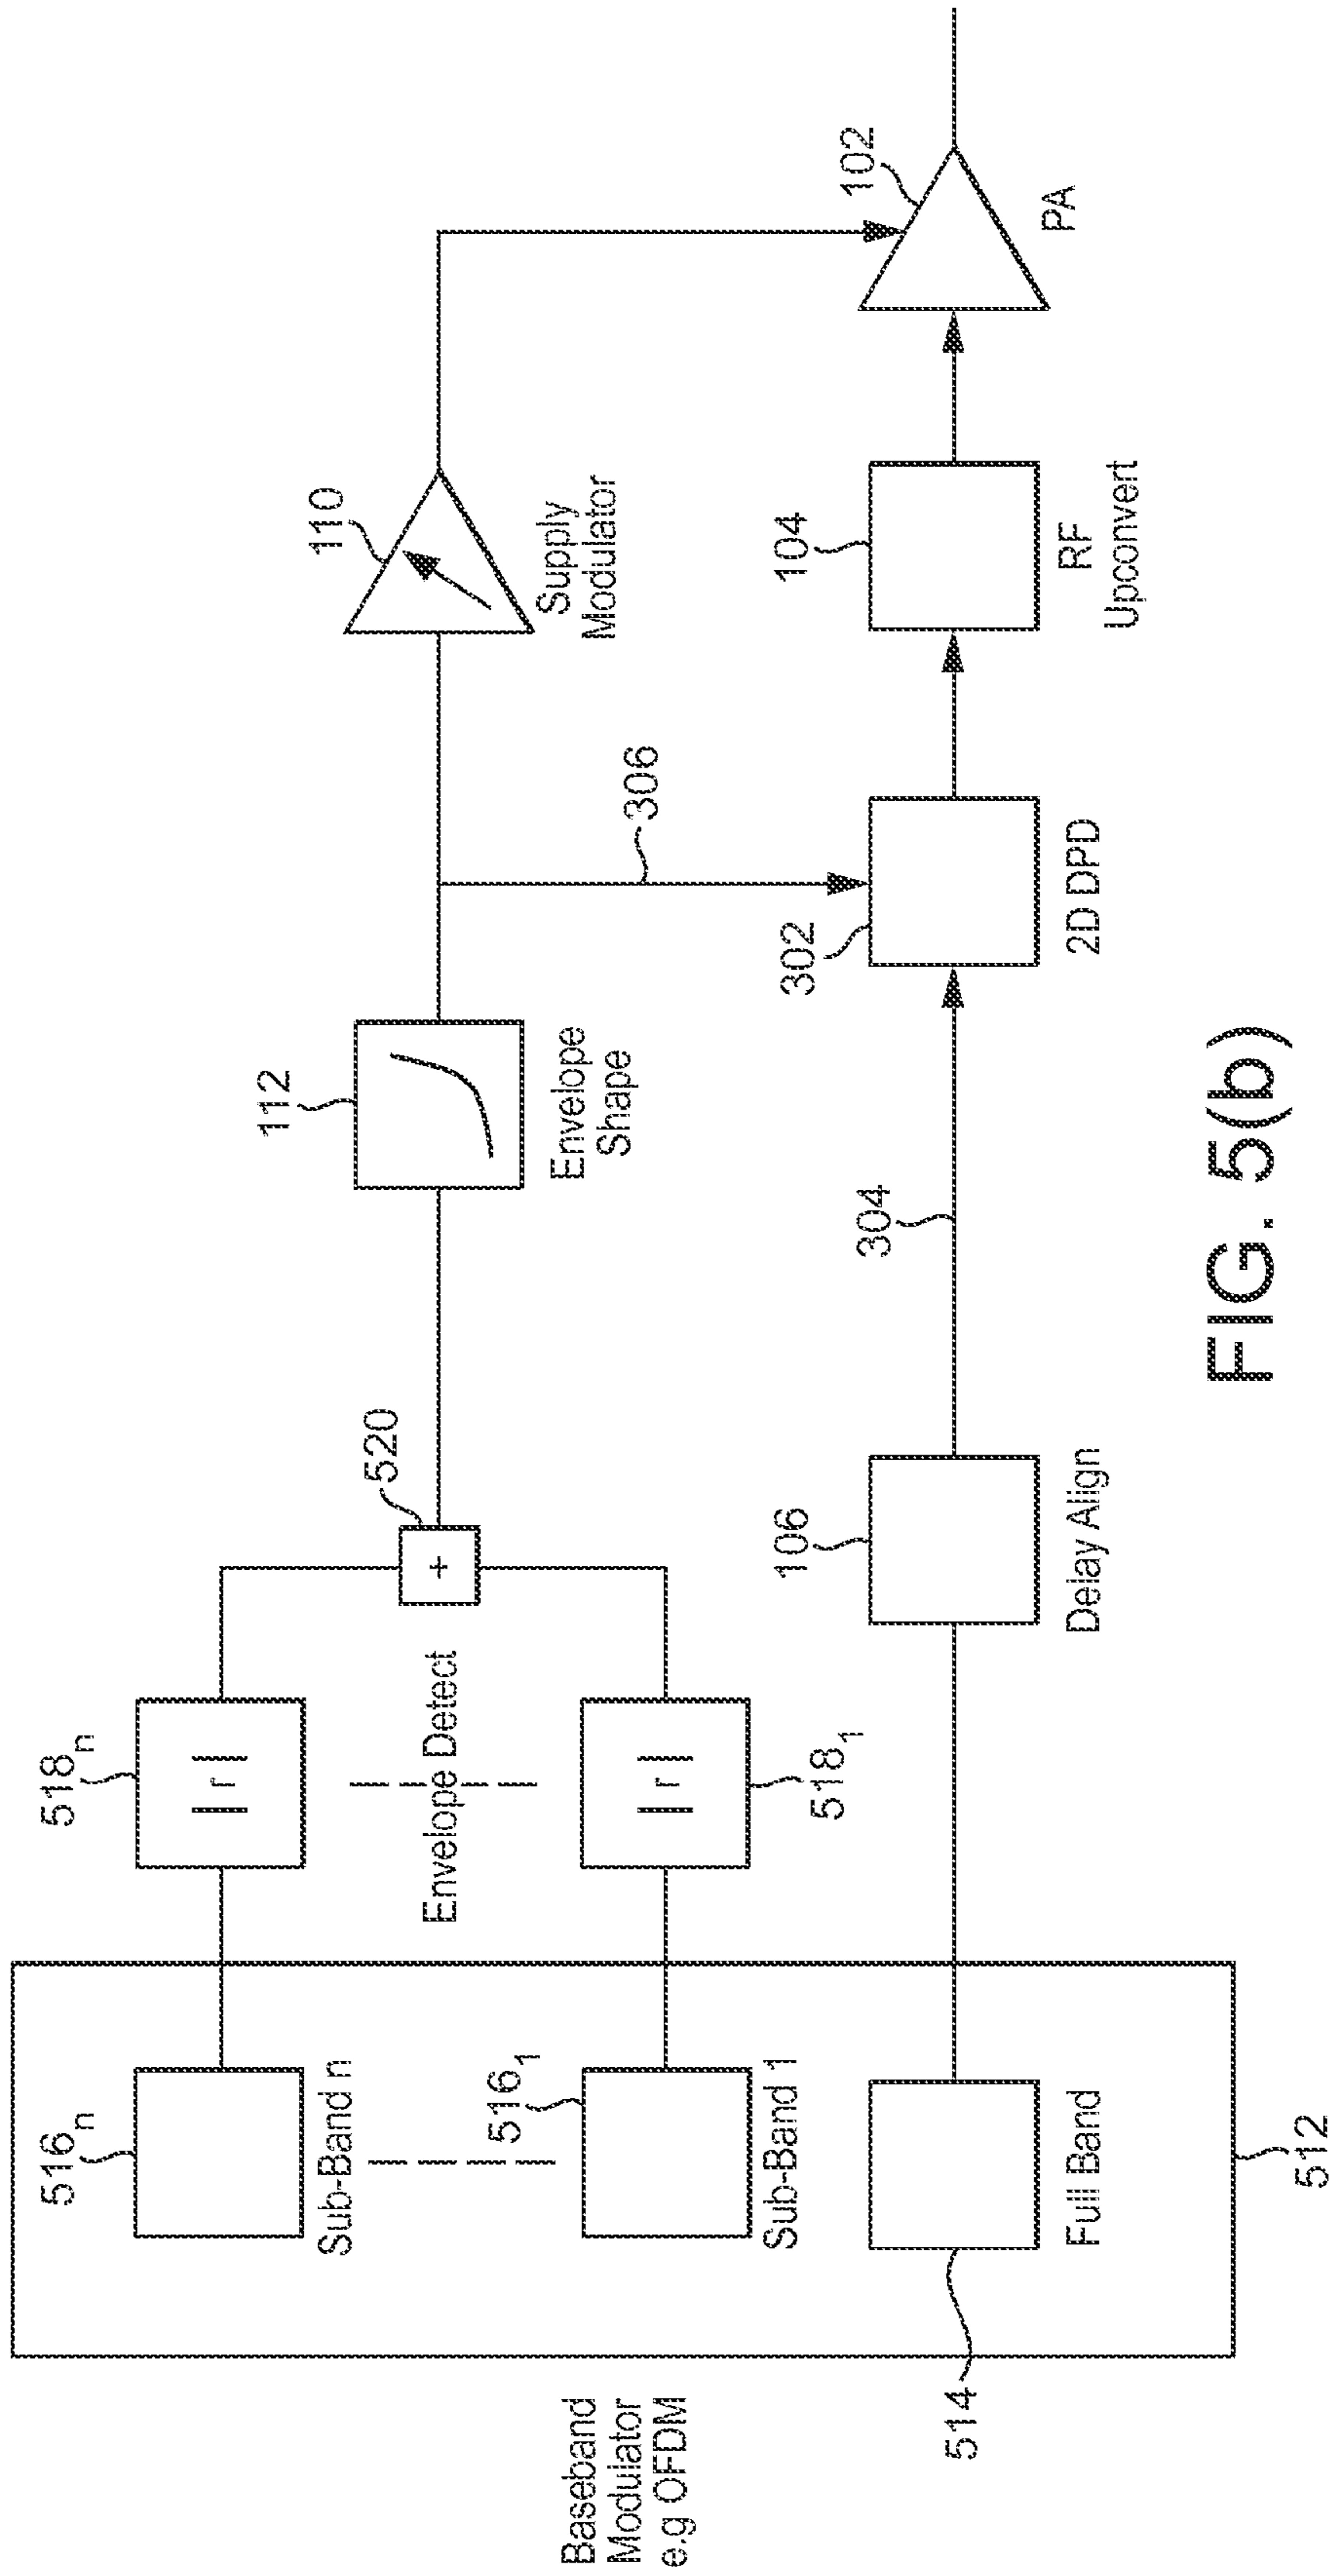 Baseband
Modulator
e.g OFDM
516n
Sub-Band n
5161
Sub-Band 1
514
Full Band
512
518n
|r|
Envelope Detect
|r|
5181
520
+
106
Delay Align
112
Envelope
Shape
304
306
302
2D DPD
110
Supply
Modulator
104
RF
Upconvert
102
PA
FIG. 5(b)